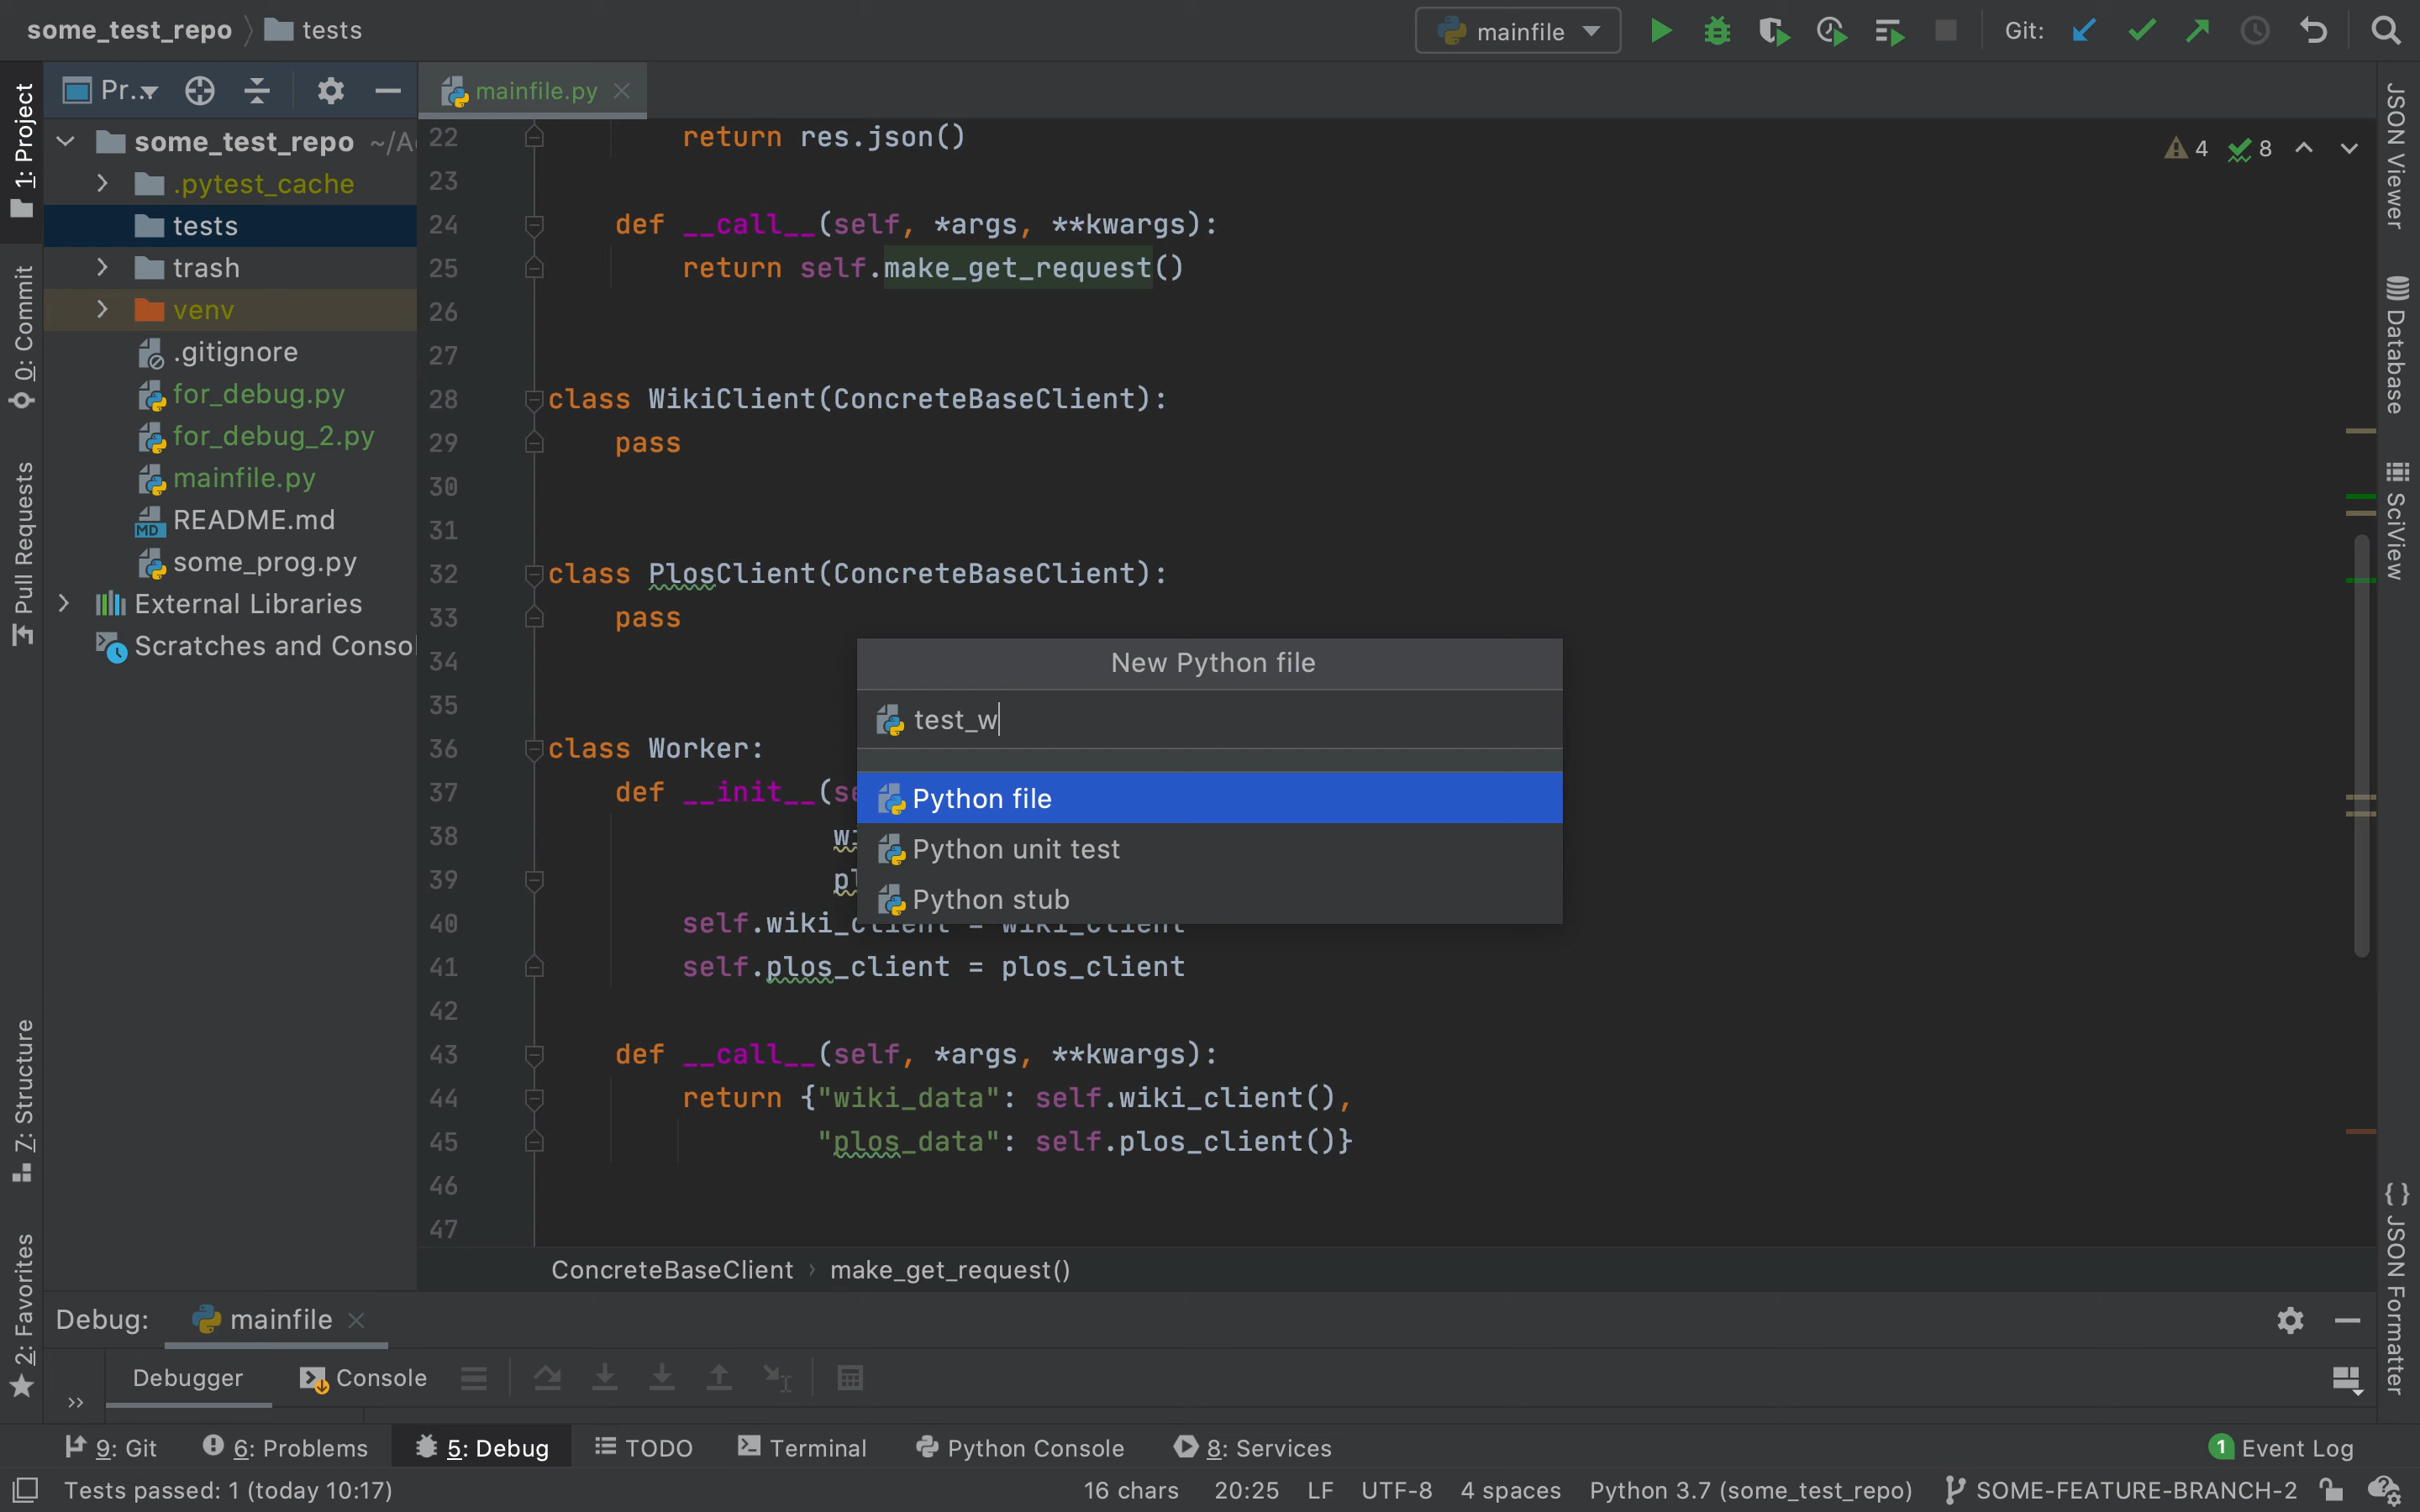 some_test_repo
tests
mainfile
Git:
Pr...
mainfile.py
1: Project
0: Commit
Pull Requests
Z: Structure
2: Favorites
some_test_repo ~/A
.pytest_cache
tests
trash
venv
.gitignore
for_debug.py
for_debug_2.py
mainfile.py
README.md
some_prog.py
External Libraries
Scratches and Conso
4
8
22 return res.json()
23
24 def __call__(self, *args, **kwargs):
25 return self.make_get_request()
26
27
28 class WikiClient(ConcreteBaseClient):
29 pass
30
31
32 class PlosClient(ConcreteBaseClient):
33 pass
34
35
36 class Worker:
37 def __init__(se
38 wi
39 pl
40 self.wiki_client = wiki_client
41 self.plos_client = plos_client
42
43 def __call__(self, *args, **kwargs):
44 return {"wiki_data": self.wiki_client(),
45 "plos_data": self.plos_client()}
46
47
New Python file
test_w
Python file
Python unit test
Python stub
JSON Viewer
Database
SciView
JSON Formatter
ConcreteBaseClient › make_get_request()
Debug:
mainfile
Debugger
Console
9: Git
6: Problems
5: Debug
TODO
Terminal
Python Console
8: Services
1 Event Log
Tests passed: 1 (today 10:17)
16 chars
20:25
LF
UTF-8
4 spaces
Python 3.7 (some_test_repo)
SOME-FEATURE-BRANCH-2